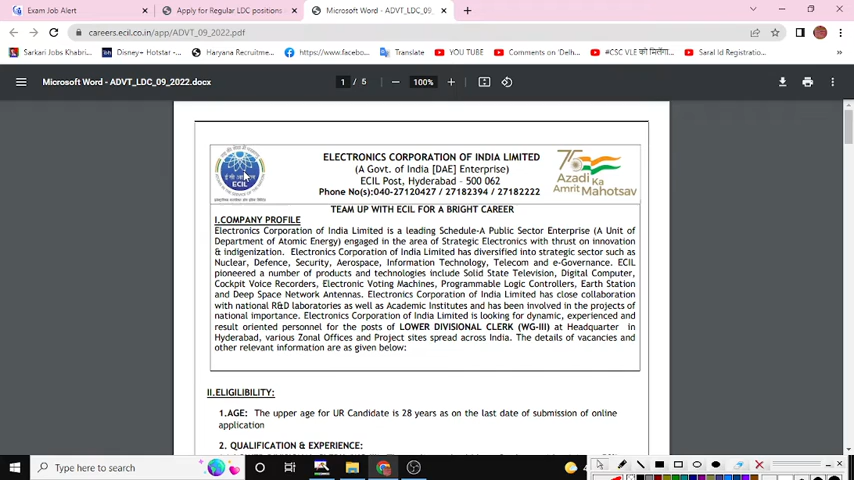 Exam Job Alert
Apply for Regular LDC positions
Microsoft Word - ADVT_LDC_09_202
careers.ecil.co.in/app/ADVT_09_2022.pdf
Sarkari Jobs Khabri...
Disney+ Hotstar -...
Haryana Recruitme...
https://www.facebo...
Translate
YOU TUBE
Comments on 'Delh...
#CSC VLE को मिलेंगा...
Saral Id Registratio...
Microsoft Word - ADVT_LDC_09_2022.docx
1 / 5
100%
ECIL
ELECTRONICS CORPORATION OF INDIA LIMITED
(A Govt. of India [DAE] Enterprise)
ECIL Post, Hyderabad – 500 062
Phone No(s):040-27120427 / 27182394 / 27182222
75
Azadi Ka
Amrit Mahotsav
TEAM UP WITH ECIL FOR A BRIGHT CAREER
I.COMPANY PROFILE
Electronics Corporation of India Limited is a leading Schedule-A Public Sector Enterprise (A Unit of
Department of Atomic Energy) engaged in the area of Strategic Electronics with thrust on innovation
& indigenization. Electronics Corporation of India Limited has diversified into strategic sector such as
Nuclear, Defence, Security, Aerospace, Information Technology, Telecom and e-Governance. ECIL
pioneered a number of products and technologies include Solid State Television, Digital Computer,
Cockpit Voice Recorders, Electronic Voting Machines, Programmable Logic Controllers, Earth Station
and Deep Space Network Antennas. Electronics Corporation of India Limited has close collaboration
with national R&D laboratories as well as Academic Institutes and has been involved in the projects of
national importance. Electronics Corporation of India Limited is looking for dynamic, experienced and
result oriented personnel for the posts of LOWER DIVISIONAL CLERK (WG-III) at Headquarter in
Hyderabad, various Zonal Offices and Project sites spread across India. The details of vacancies and
other relevant information are as given below:
II.ELIGILIBILITY:
1.AGE: The upper age for UR Candidate is 28 years as on the last date of submission of online
application
2. QUALIFICATION & EXPERIENCE:
Type here to search